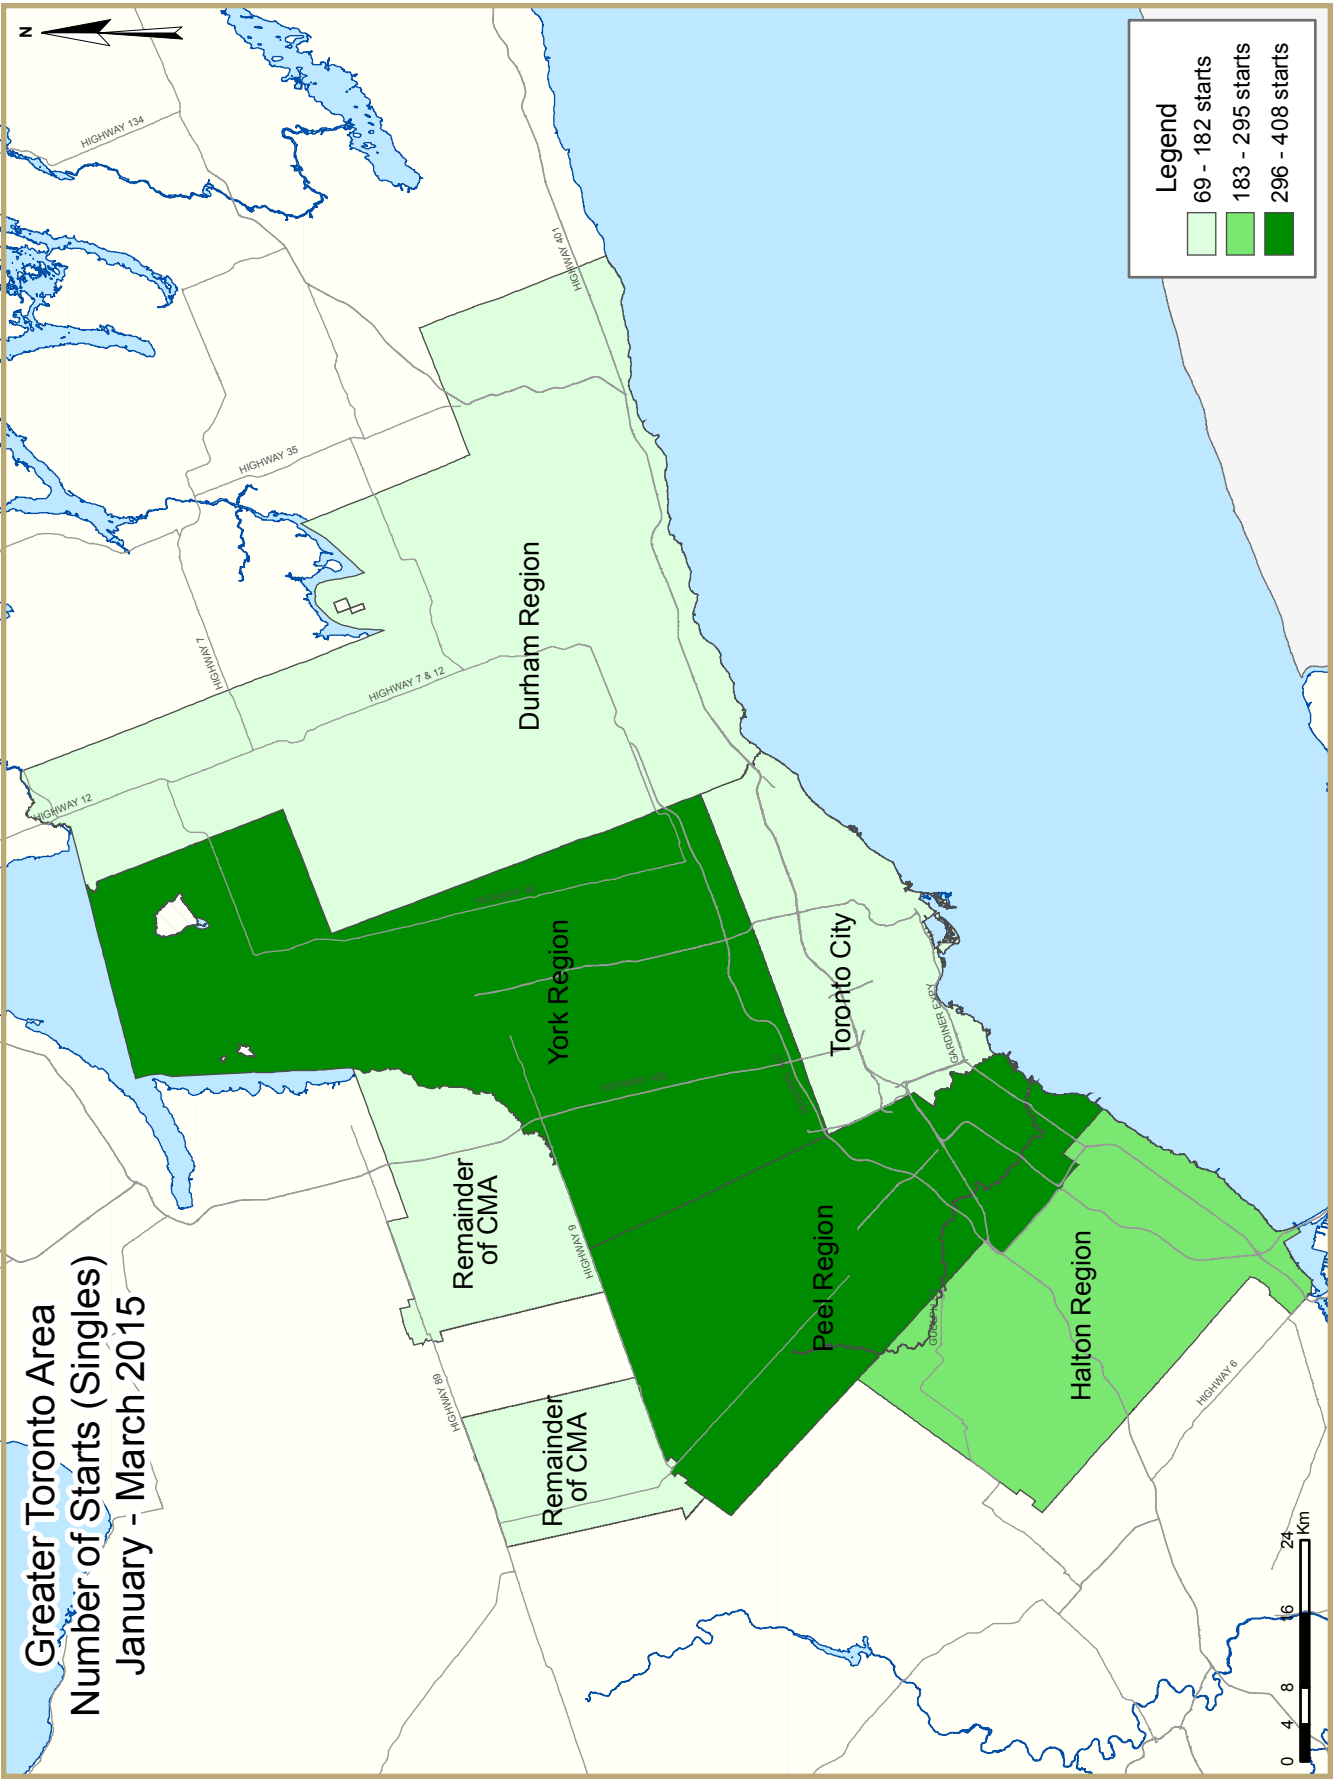 Greater Toronto Area
Number of Starts (Singles)
January - March 2015
N
HIGHWAY 134
HIGHWAY 401
HIGHWAY 35
HIGHWAY 7
HIGHWAY 7 & 12
HIGHWAY 12
Durham Region
York Region
Toronto City
GARDINER EXPY
Remainder
of CMA
HIGHWAY 9
HIGHWAY 89
Remainder
of CMA
Peel Region
Halton Region
HIGHWAY 6
Legend
69 - 182 starts
183 - 295 starts
296 - 408 starts
0 4 8 16 24
Km